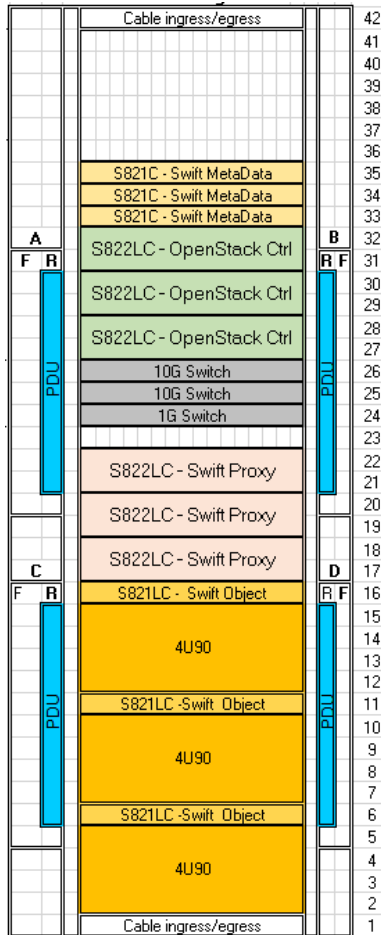 Cable ingress/egress 42
41
40
39
38
37
36
S821C - Swift MetaData 35
S821C - Swift MetaData 34
S821C - Swift MetaData 33
A S822LC - OpenStack Ctrl B 32
F R R F 31
S822LC - OpenStack Ctrl 30
29
S822LC - OpenStack Ctrl 28
27
10G Switch 26
PDU 10G Switch PDU 25
1G Switch 24
23
S822LC - Swift Proxy 22
21
S822LC - Swift Proxy 20
19
S822LC - Swift Proxy 18
C D 17
F R S821LC - Swift Object R F 16
15
4U90 14
13
12
PDU S821LC -Swift Object PDU 11
10
4U90 9
8
7
S821LC -Swift Object 6
5
4U90 4
3
2
Cable ingress/egress 1